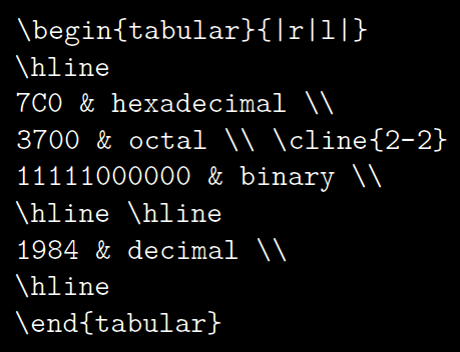 \begin{tabular}{|r|l|}
\hline
7C0 & hexadecimal \\
3700 & octal \\ \cline{2-2}
11111000000 & binary \\
\hline \hline
1984 & decimal \\
\hline
\end{tabular}